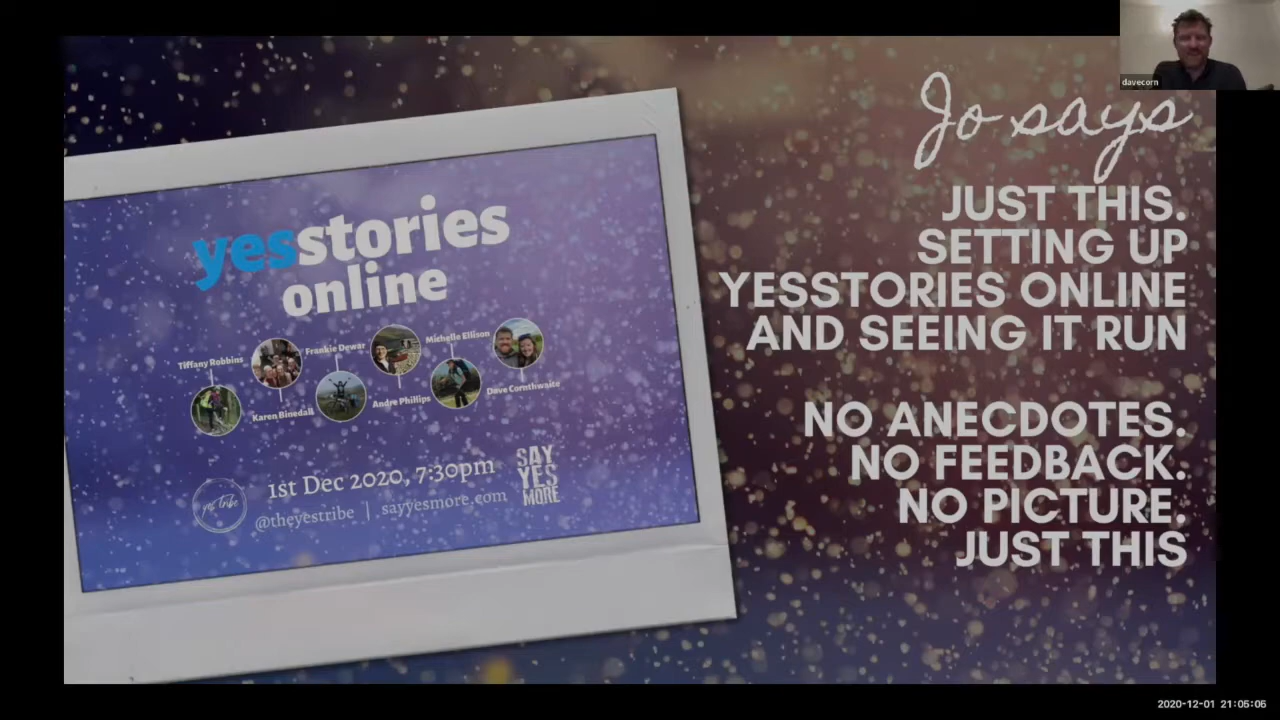 davecorn
Jo says
JUST THIS.
SETTING UP
YESSTORIES ONLINE
AND SEEING IT RUN
NO ANECDOTES.
NO FEEDBACK.
NO PICTURE.
JUST THIS
yesstories
online
Tiffany Robbins
Karen Binedall
Frankie Dewar
Andre Phillips
Michelle Ellison
Dave Cornthwaite
1st Dec 2020, 7:30pm
@theyestribe | sayyesmore.com
yes tribe
SAY
YES
MORE
2020-12-01 21:05:06